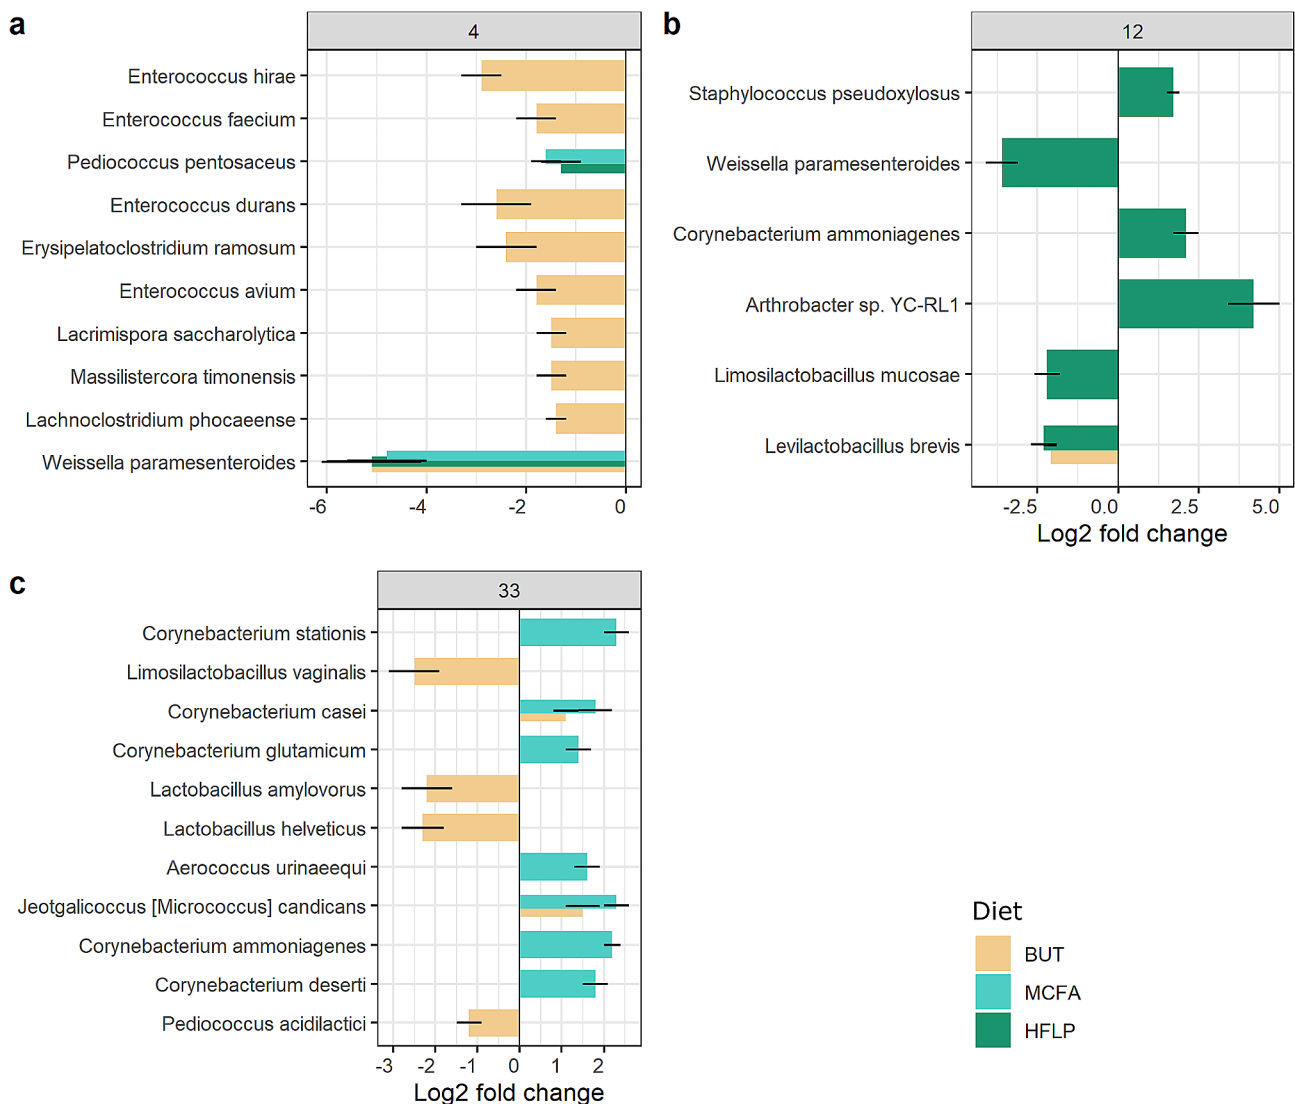 a
4
Enterococcus hirae
Enterococcus faecium
Pediococcus pentosaceus
Enterococcus durans
Erysipelatoclostridium ramosum
Enterococcus avium
Lacrimispora saccharolytica
Massilistercora timonensis
Lachnoclostridium phocaeense
Weissella paramesenteroides
-6 -4 -2 0
b
12
Staphylococcus pseudoxylosus
Weissella paramesenteroides
Corynebacterium ammoniagenes
Arthrobacter sp. YC-RL1
Limosilactobacillus mucosae
Levilactobacillus brevis
-2.5 0.0 2.5 5.0
Log2 fold change
c
33
Corynebacterium stationis
Limosilactobacillus vaginalis
Corynebacterium casei
Corynebacterium glutamicum
Lactobacillus amylovorus
Lactobacillus helveticus
Aerococcus urinaeequi
Jeotgalicoccus [Micrococcus] candicans
Corynebacterium ammoniagenes
Corynebacterium deserti
Pediococcus acidilactici
-3 -2 -1 0 1 2
Log2 fold change
Diet
BUT
MCFA
HFLP